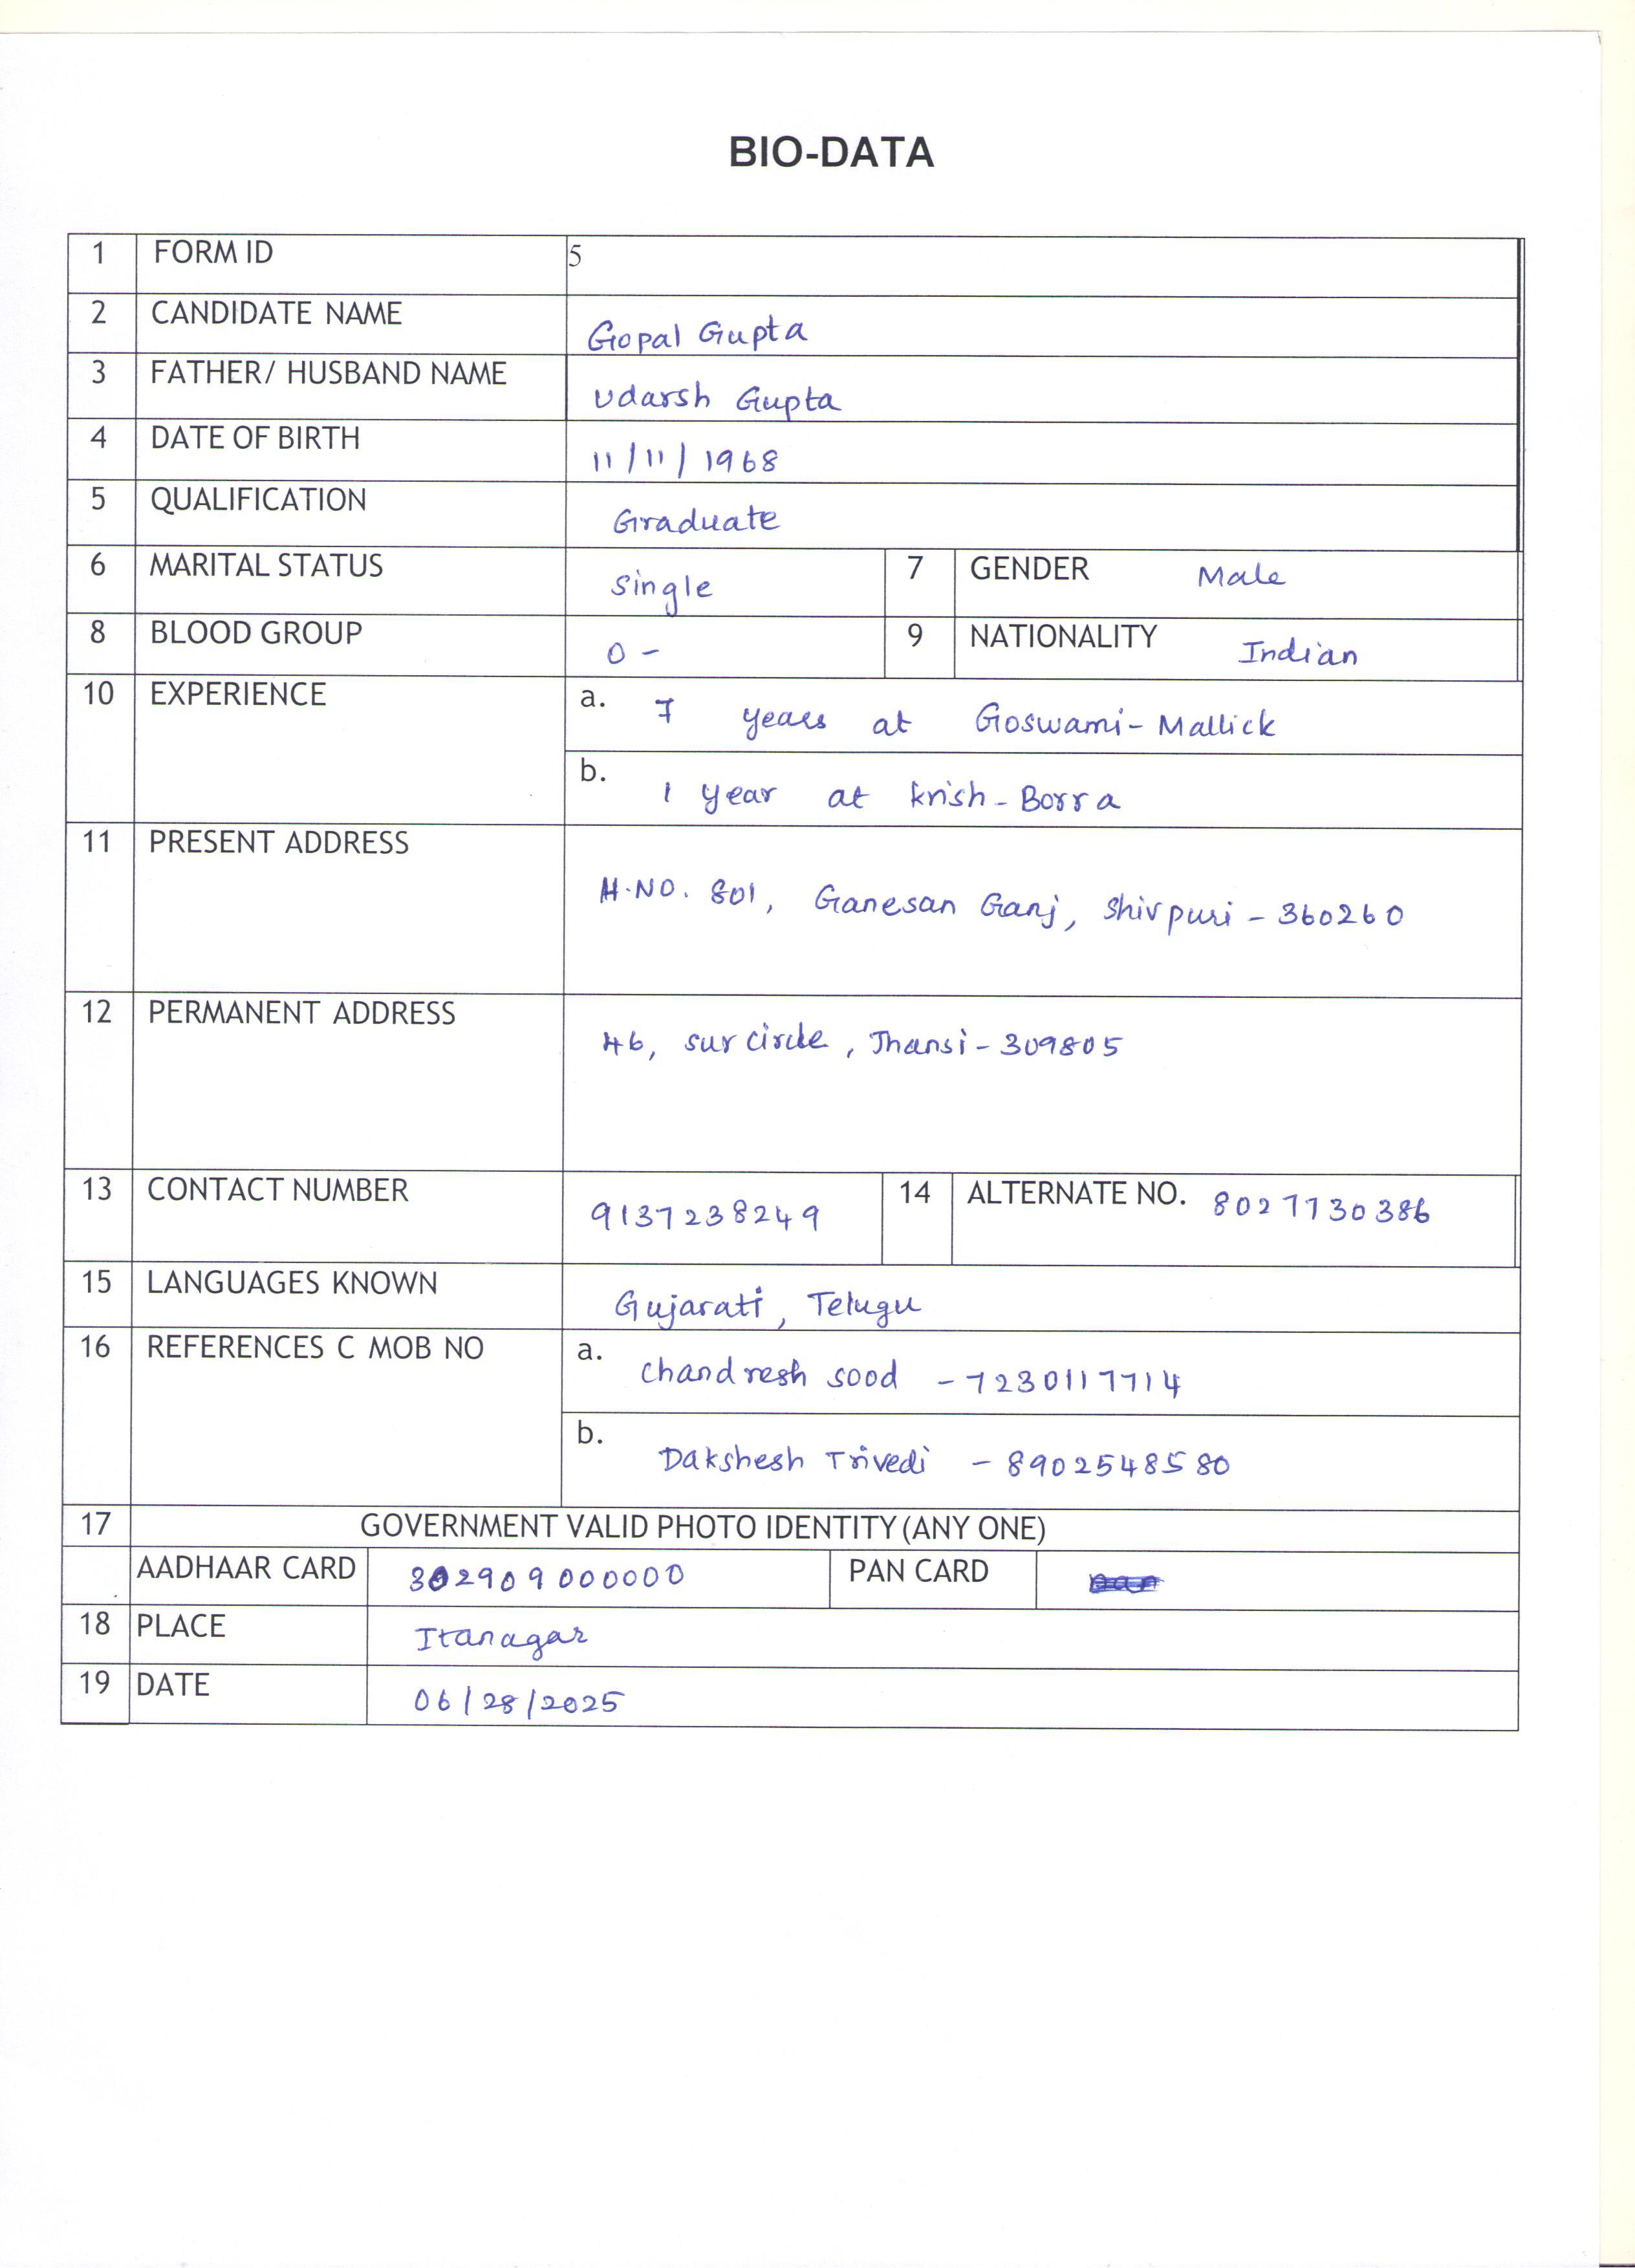 BIO-DATA
1 FORM ID 5
2 CANDIDATE NAME Gopal Gupta
3 FATHER/ HUSBAND NAME Udarsh Gupta
4 DATE OF BIRTH 11/11/1968
5 QUALIFICATION Graduate
6 MARITAL STATUS Single 7 GENDER Male
8 BLOOD GROUP O- 9 NATIONALITY Indian
10 EXPERIENCE a. 7 years at Goswami-Mallick
b. 1 year at Krish-Borra
11 PRESENT ADDRESS
H.NO. 801, Ganesan Ganj, Shivpuri - 360260
12 PERMANENT ADDRESS
46, Sur circle, Jhansi - 309805
13 CONTACT NUMBER 9137238249 14 ALTERNATE NO. 8027730386
15 LANGUAGES KNOWN Gujarati, Telugu
16 REFERENCES C MOB NO a. Chandresh Sood - 7230117714
b. Dakshesh Trivedi - 8902548580
17 GOVERNMENT VALID PHOTO IDENTITY (ANY ONE)
AADHAAR CARD 302909000000 PAN CARD
18 PLACE Itanagar
19 DATE 06/28/2025